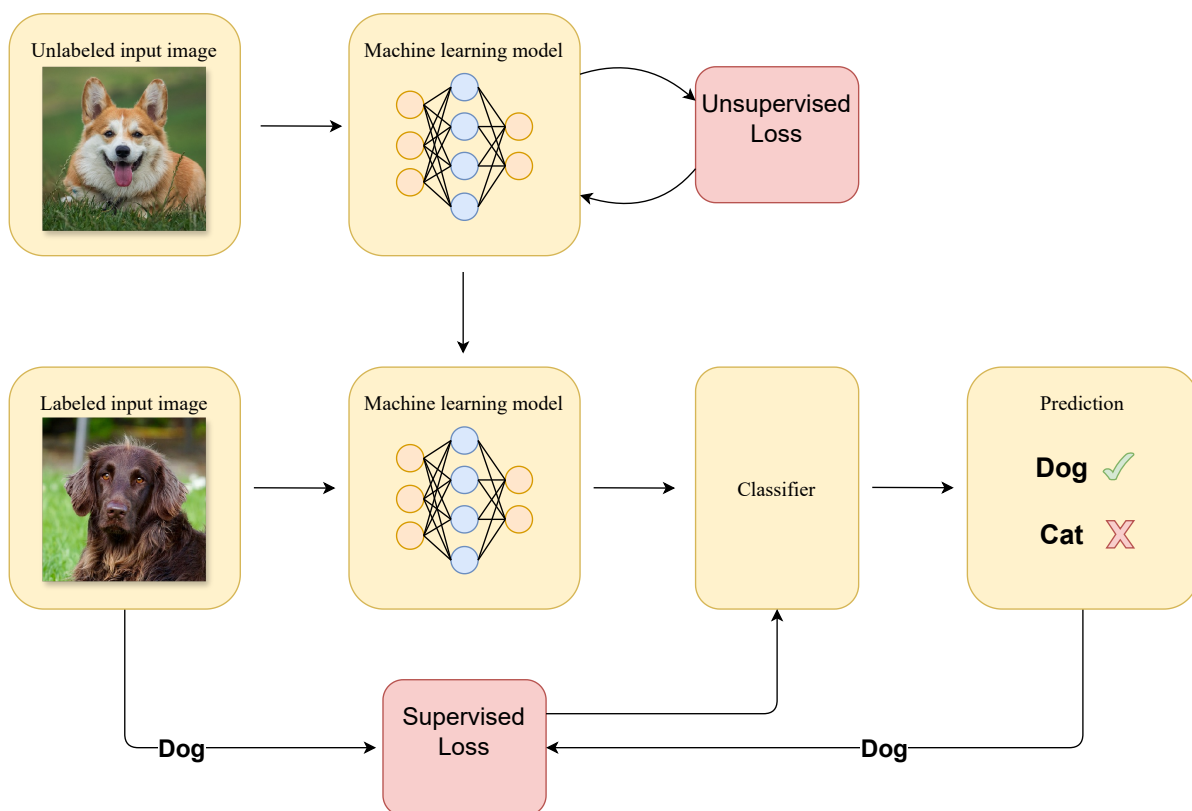 Unlabeled input image
Machine learning model
Unsupervised
Loss
Labeled input image
Machine learning model
Classifier
Prediction
Dog
Cat
Supervised
Loss
Dog
Dog